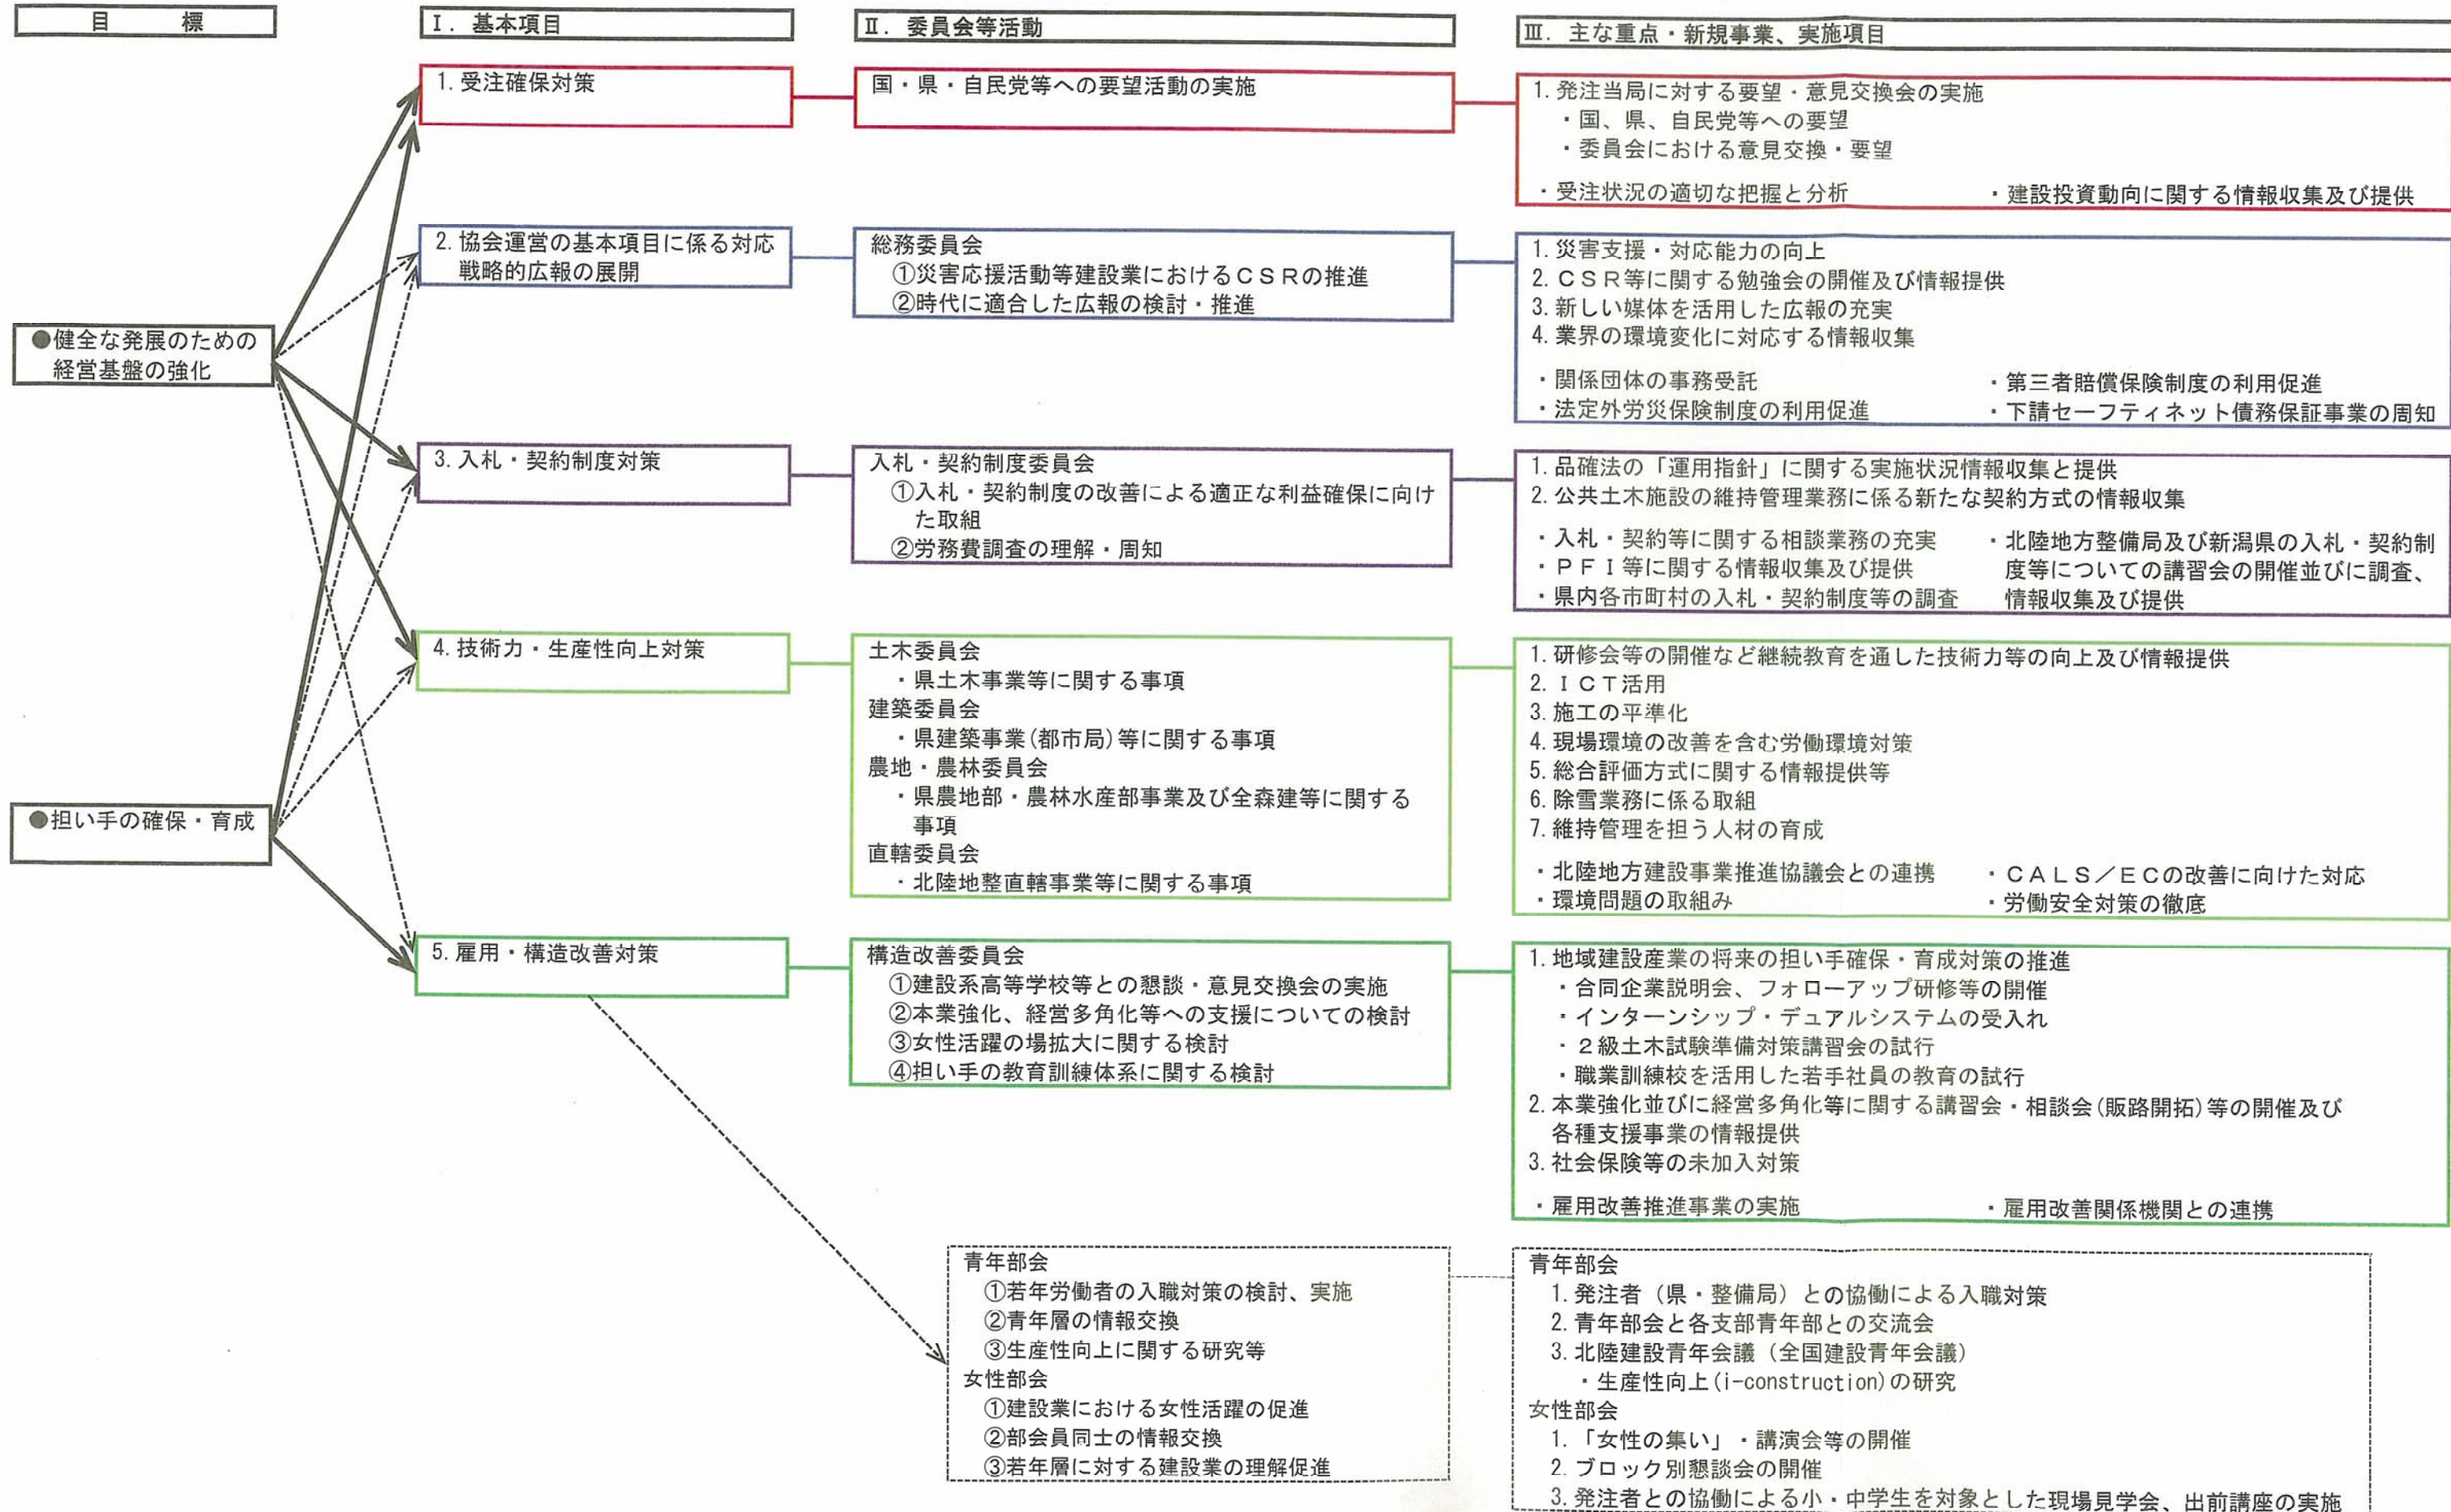 目　標
Ⅰ．基本項目
Ⅱ．委員会等活動
Ⅲ．主な重点・新規事業、実施項目
●健全な発展のための
経営基盤の強化
●担い手の確保・育成
1. 受注確保対策
国・県・自民党等への要望活動の実施
1. 発注当局に対する要望・意見交換会の実施
・国、県、自民党等への要望
・委員会における意見交換・要望
・受注状況の適切な把握と分析　・建設投資動向に関する情報収集及び提供
2. 協会運営の基本項目に係る対応
戦略的広報の展開
総務委員会
①災害応援活動等建設業におけるＣＳＲの推進
②時代に適合した広報の検討・推進
1. 災害支援・対応能力の向上
2. ＣＳＲ等に関する勉強会の開催及び情報提供
3. 新しい媒体を活用した広報の充実
4. 業界の環境変化に対応する情報収集
・関係団体の事務受託　・第三者賠償保険制度の利用促進
・法定外労災保険制度の利用促進　・下請セーフティネット債務保証事業の周知
3. 入札・契約制度対策
入札・契約制度委員会
①入札・契約制度の改善による適正な利益確保に向け
た取組
②労務費調査の理解・周知
1. 品確法の「運用指針」に関する実施状況情報収集と提供
2. 公共土木施設の維持管理業務に係る新たな契約方式の情報収集
・入札・契約等に関する相談業務の充実　・北陸地方整備局及び新潟県の入札・契約制
・ＰＦＩ等に関する情報収集及び提供　度等についての講習会の開催並びに調査、
・県内各市町村の入札・契約制度等の調査　情報収集及び提供
4. 技術力・生産性向上対策
土木委員会
・県土木事業等に関する事項
建築委員会
・県建築事業(都市局)等に関する事項
農地・農林委員会
・県農地部・農林水産部事業及び全森建等に関する
事項
直轄委員会
・北陸地整直轄事業等に関する事項
1. 研修会等の開催など継続教育を通した技術力等の向上及び情報提供
2. ＩＣＴ活用
3. 施工の平準化
4. 現場環境の改善を含む労働環境対策
5. 総合評価方式に関する情報提供等
6. 除雪業務に係る取組
7. 維持管理を担う人材の育成
・北陸地方建設事業推進協議会との連携　・ＣＡＬＳ／ＥＣの改善に向けた対応
・環境問題の取組み　・労働安全対策の徹底
5. 雇用・構造改善対策
構造改善委員会
①建設系高等学校等との懇談・意見交換会の実施
②本業強化、経営多角化等への支援についての検討
③女性活躍の場拡大に関する検討
④担い手の教育訓練体系に関する検討
1. 地域建設産業の将来の担い手確保・育成対策の推進
・合同企業説明会、フォローアップ研修等の開催
・インターンシップ・デュアルシステムの受入れ
・２級土木試験準備対策講習会の試行
・職業訓練校を活用した若手社員の教育の試行
2. 本業強化並びに経営多角化等に関する講習会・相談会(販路開拓)等の開催及び
各種支援事業の情報提供
3. 社会保険等の未加入対策
・雇用改善推進事業の実施　・雇用改善関係機関との連携
青年部会
①若年労働者の入職対策の検討、実施
②青年層の情報交換
③生産性向上に関する研究等
女性部会
①建設業における女性活躍の促進
②部会員同士の情報交換
③若年層に対する建設業の理解促進
青年部会
1. 発注者（県・整備局）との協働による入職対策
2. 青年部会と各支部青年部との交流会
3. 北陸建設青年会議（全国建設青年会議）
・生産性向上(i-construction)の研究
女性部会
1. 「女性の集い」・講演会等の開催
2. ブロック別懇談会の開催
3. 発注者との協働による小・中学生を対象とした現場見学会、出前講座の実施